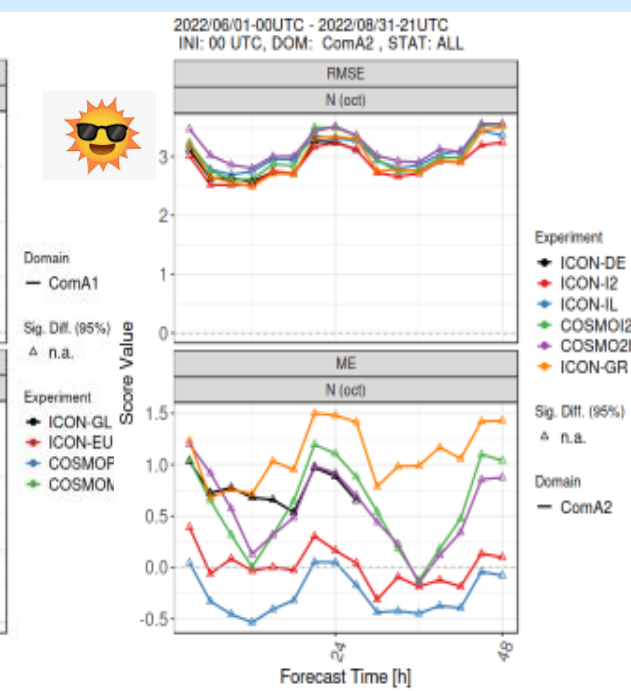 2022/06/01-00UTC - 2022/08/31-21UTC
INI: 00 UTC, DOM: ComA2 , STAT: ALL
RMSE
N (oct)
3
2
1
0
ME
N (oct)
1.5
1.0
0.5
0.0
-0.5
24
48
Score Value
Forecast Time [h]
Domain
ComA1
Sig. Diff. (95%)
n.a.
Experiment
ICON-GL
ICON-EU
Experiment
ICON-DE
ICON-I2
ICON-IL
COSMOI2
ICON-GR
Sig. Diff. (95%)
n.a.
Domain
ComA2